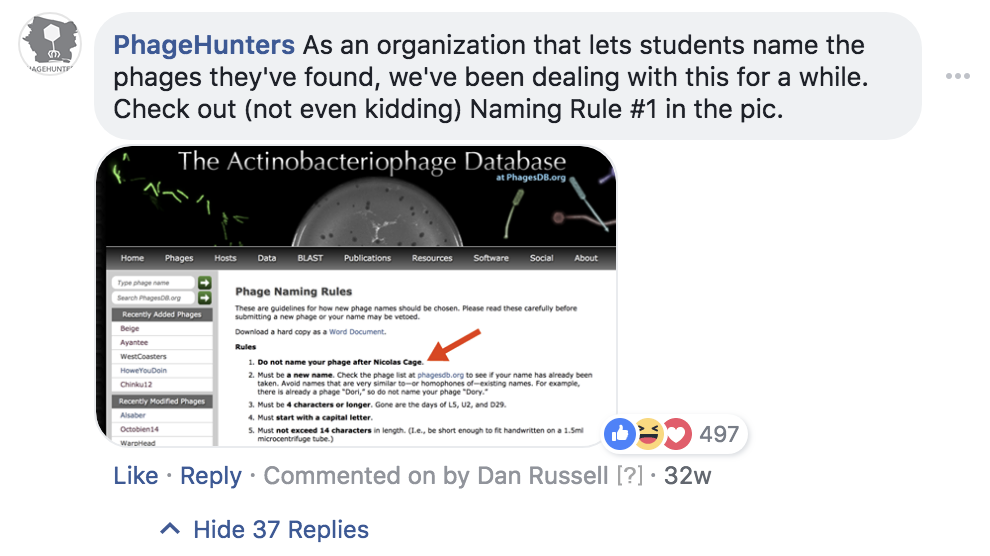 PhageHunters As an organization that lets students name the
phages they've found, we've been dealing with this for a while.
Check out (not even kidding) Naming Rule #1 in the pic.
The Actinobacteriophage Database
at PhagesDB.org
Home Phages Hosts Data BLAST Publications Resources Software Social About
Type phage name
Search PhagesDB.org
Recently Added Phages
Beige
Ayantee
WestCoasters
HoweYouDoin
Chinku12
Recently Modified Phages
Alsaber
Octobien14
WarpHead
Phage Naming Rules
These are guidelines for how new phage names should be chosen. Please read these carefully before
submitting a new phage or your name may be vetoed.
Download a hard copy as a Word Document.
Rules
1. Do not name your phage after Nicolas Cage.
2. Must be a new name. Check the phage list at phagesdb.org to see if your name has already been
taken. Avoid names that are very similar to—or homophones of—existing names. For example,
there is already a phage "Dori," so do not name your phage "Dory."
3. Must be 4 characters or longer. Gone are the days of L5, U2, and D29.
4. Must start with a capital letter.
5. Must not exceed 14 characters in length. (I.e., be short enough to fit handwritten on a 1.5ml
microcentrifuge tube.)
497
Like · Reply · Commented on by Dan Russell [?] · 32w
Hide 37 Replies